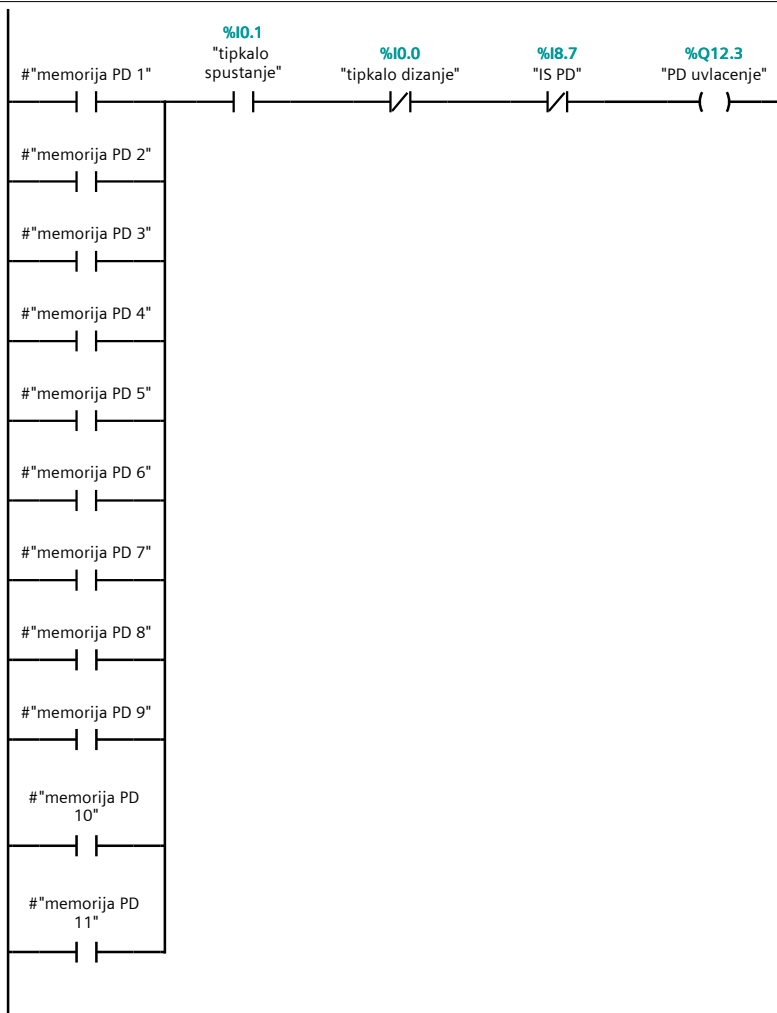 %I0.1
"tipkalo
spustanje"
%I0.0
"tipkalo dizanje"
%I8.7
"IS PD"
%Q12.3
"PD uvlacenje"
#"memorija PD 1"
#"memorija PD 2"
#"memorija PD 3"
#"memorija PD 4"
#"memorija PD 5"
#"memorija PD 6"
#"memorija PD 7"
#"memorija PD 8"
#"memorija PD 9"
#"memorija PD
10"
#"memorija PD
11"